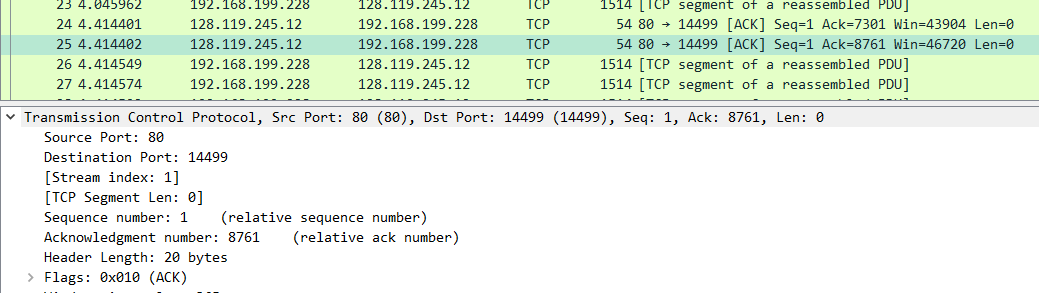 23 4.045962 192.168.199.228 128.119.245.12 TCP 1514 [TCP segment of a reassembled PDU]
24 4.414401 128.119.245.12 192.168.199.228 TCP 54 80 → 14499 [ACK] Seq=1 Ack=7301 Win=43904 Len=0
25 4.414402 128.119.245.12 192.168.199.228 TCP 54 80 → 14499 [ACK] Seq=1 Ack=8761 Win=46720 Len=0
26 4.414549 192.168.199.228 128.119.245.12 TCP 1514 [TCP segment of a reassembled PDU]
27 4.414574 192.168.199.228 128.119.245.12 TCP 1514 [TCP segment of a reassembled PDU]
Transmission Control Protocol, Src Port: 80 (80), Dst Port: 14499 (14499), Seq: 1, Ack: 8761, Len: 0
Source Port: 80
Destination Port: 14499
[Stream index: 1]
[TCP Segment Len: 0]
Sequence number: 1 (relative sequence number)
Acknowledgment number: 8761 (relative ack number)
Header Length: 20 bytes
Flags: 0x010 (ACK)